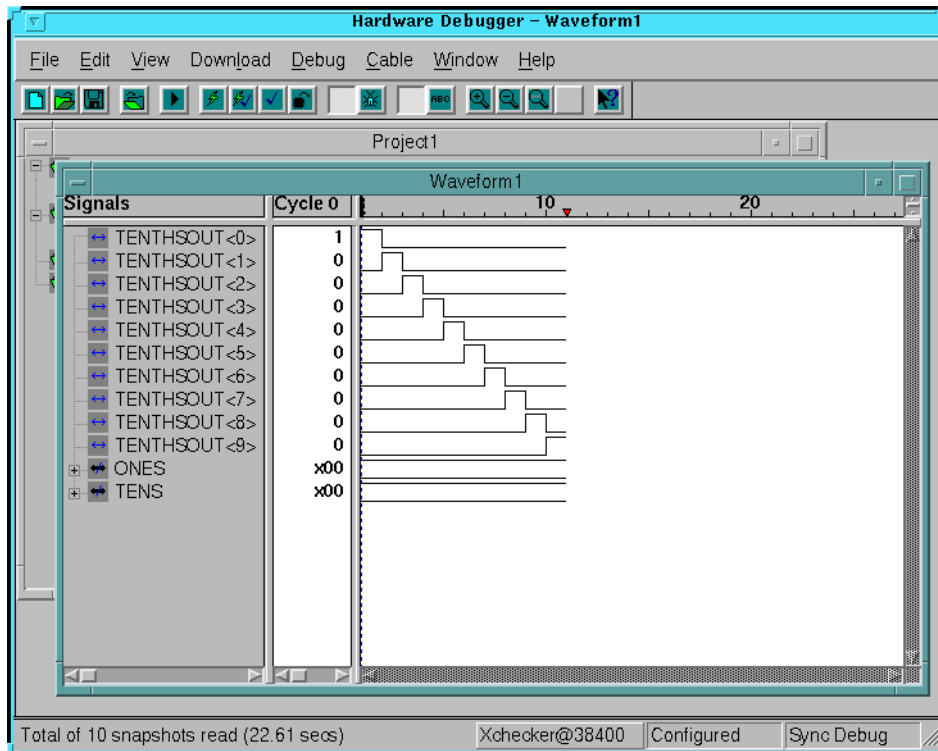 Hardware Debugger – Waveform1
File Edit View Download Debug Cable Window Help
ABC
Project1
Waveform1
Signals Cycle 0 10 20
TENTHSOUT<0> 1
TENTHSOUT<1> 0
TENTHSOUT<2> 0
TENTHSOUT<3> 0
TENTHSOUT<4> 0
TENTHSOUT<5> 0
TENTHSOUT<6> 0
TENTHSOUT<7> 0
TENTHSOUT<8> 0
TENTHSOUT<9> 0
ONES x00
TENS x00
Total of 10 snapshots read (22.61 secs) Xchecker@38400 Configured Sync Debug